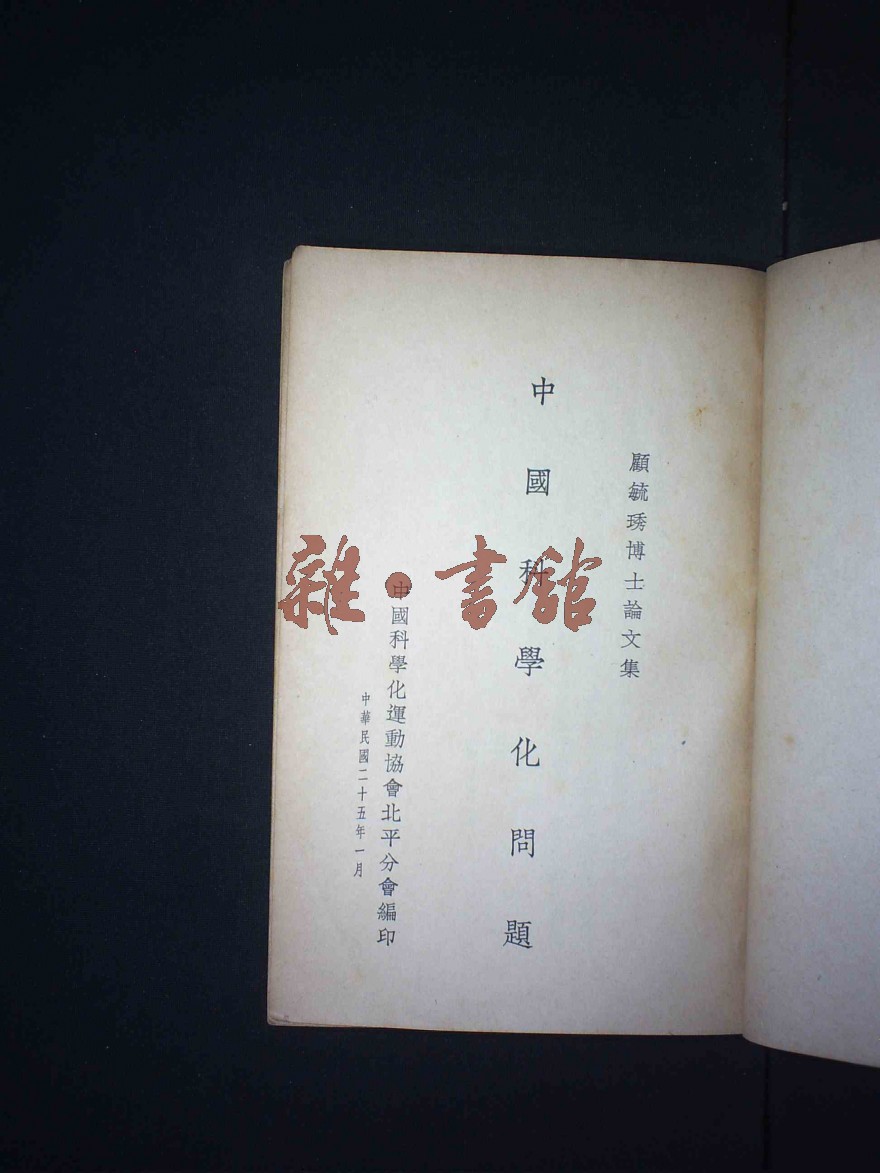 顧毓琇博士論文集
中國科學化問題
中國科學化運動協會北平分會編印
中華民國二十五年一月
雜·書館